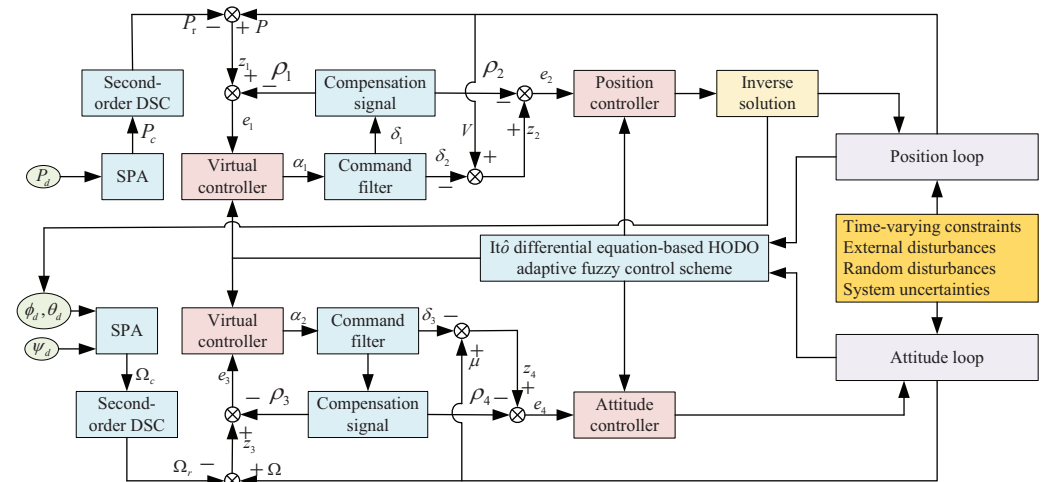 P_r
−
+
P
z_1
+
−
ρ_1
ρ_2
e_2
Second-
order DSC
Compensation
signal
Position
controller
Inverse
solution
−
P_c
e_1
δ_1
V
+
z_2
P_d
SPA
Virtual
controller
α_1
Command
filter
δ_2
−
+
Position loop
Itô differential equation-based HODO
adaptive fuzzy control scheme
Time-varying constraints
External disturbances
Random disturbances
System uncertainties
ϕ_d, θ_d
SPA
ψ_d
Virtual
controller
α_2
Command
filter
δ_3
−
+
μ
Attitude loop
Ω_c
e_3
z_4
+
Second-
order DSC
−
ρ_3
Compensation
signal
ρ_4
−
e_4
Attitude
controller
+
z_3
Ω_r
−
+
Ω